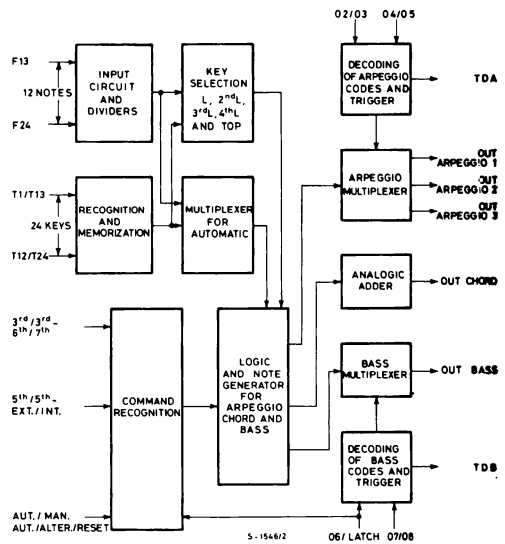 02/03
04/05
F13
12 NOTES
F24
INPUT
CIRCUIT
AND
DIVIDERS
KEY
SELECTION
L, 2nd L,
3rd L, 4th L
AND TOP
DECODING
OF ARPEGGIO
CODES AND
TRIGGER
TDA
T1/T13
24 KEYS
T12/T24
RECOGNITION
AND
MEMORIZATION
MULTIPLEXER
FOR
AUTOMATIC
ARPEGGIO
MULTIPLEXER
OUT
ARPEGGIO 1
OUT
ARPEGGIO 2
OUT
ARPEGGIO 3
ANALOGIC
ADDER
OUT CHORD
3rd/3rd-
6th/7th
5th/5th-
EXT./INT.
AUT./MAN.
AUT./ALTER./RESET
COMMAND
RECOGNITION
LOGIC
AND NOTE
GENERATOR
FOR
ARPEGGIO
CHORD AND
BASS
BASS
MULTIPLEXER
OUT BASS
DECODING
OF BASS
CODES AND
TRIGGER
TDB
S-1546/2
06/LATCH
07/08